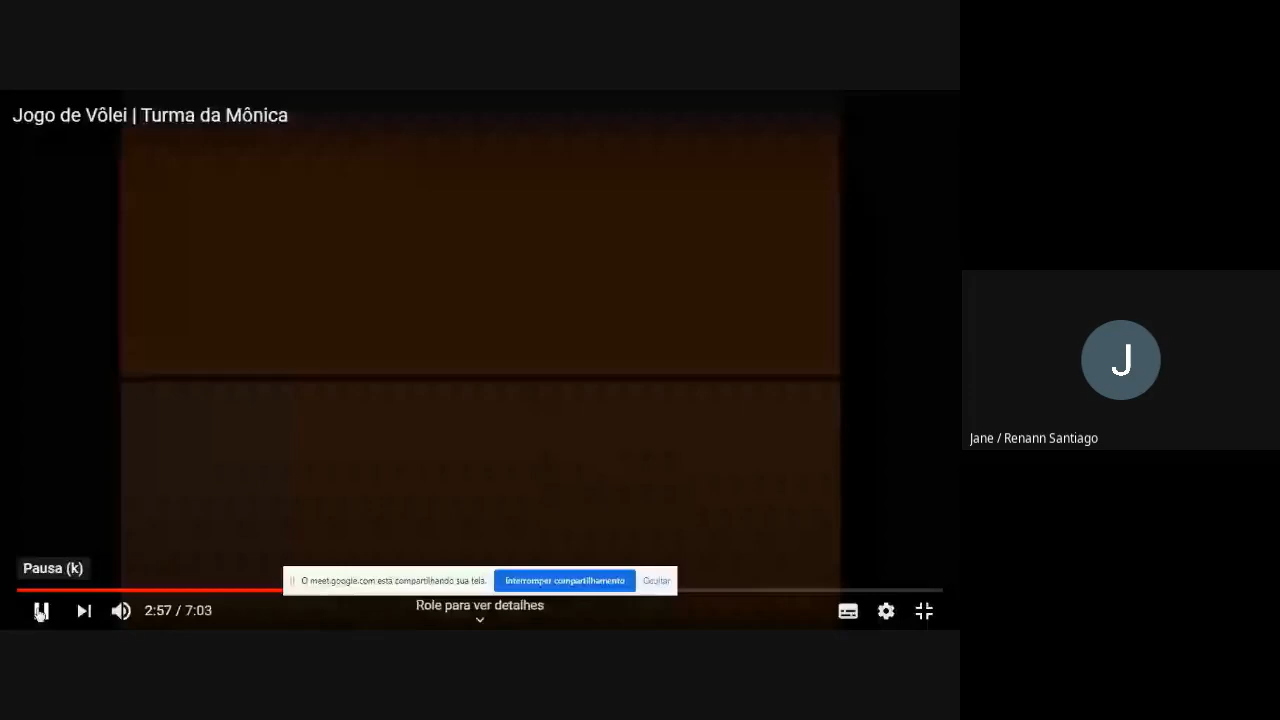 Jogo de Vôlei | Turma da Mônica
J
Jane / Renann Santiago
Pausa (k)
O meet.google.com está compartilhando sua tela.
Interromper compartilhamento
Ocultar
2:57 / 7:03
Role para ver detalhes